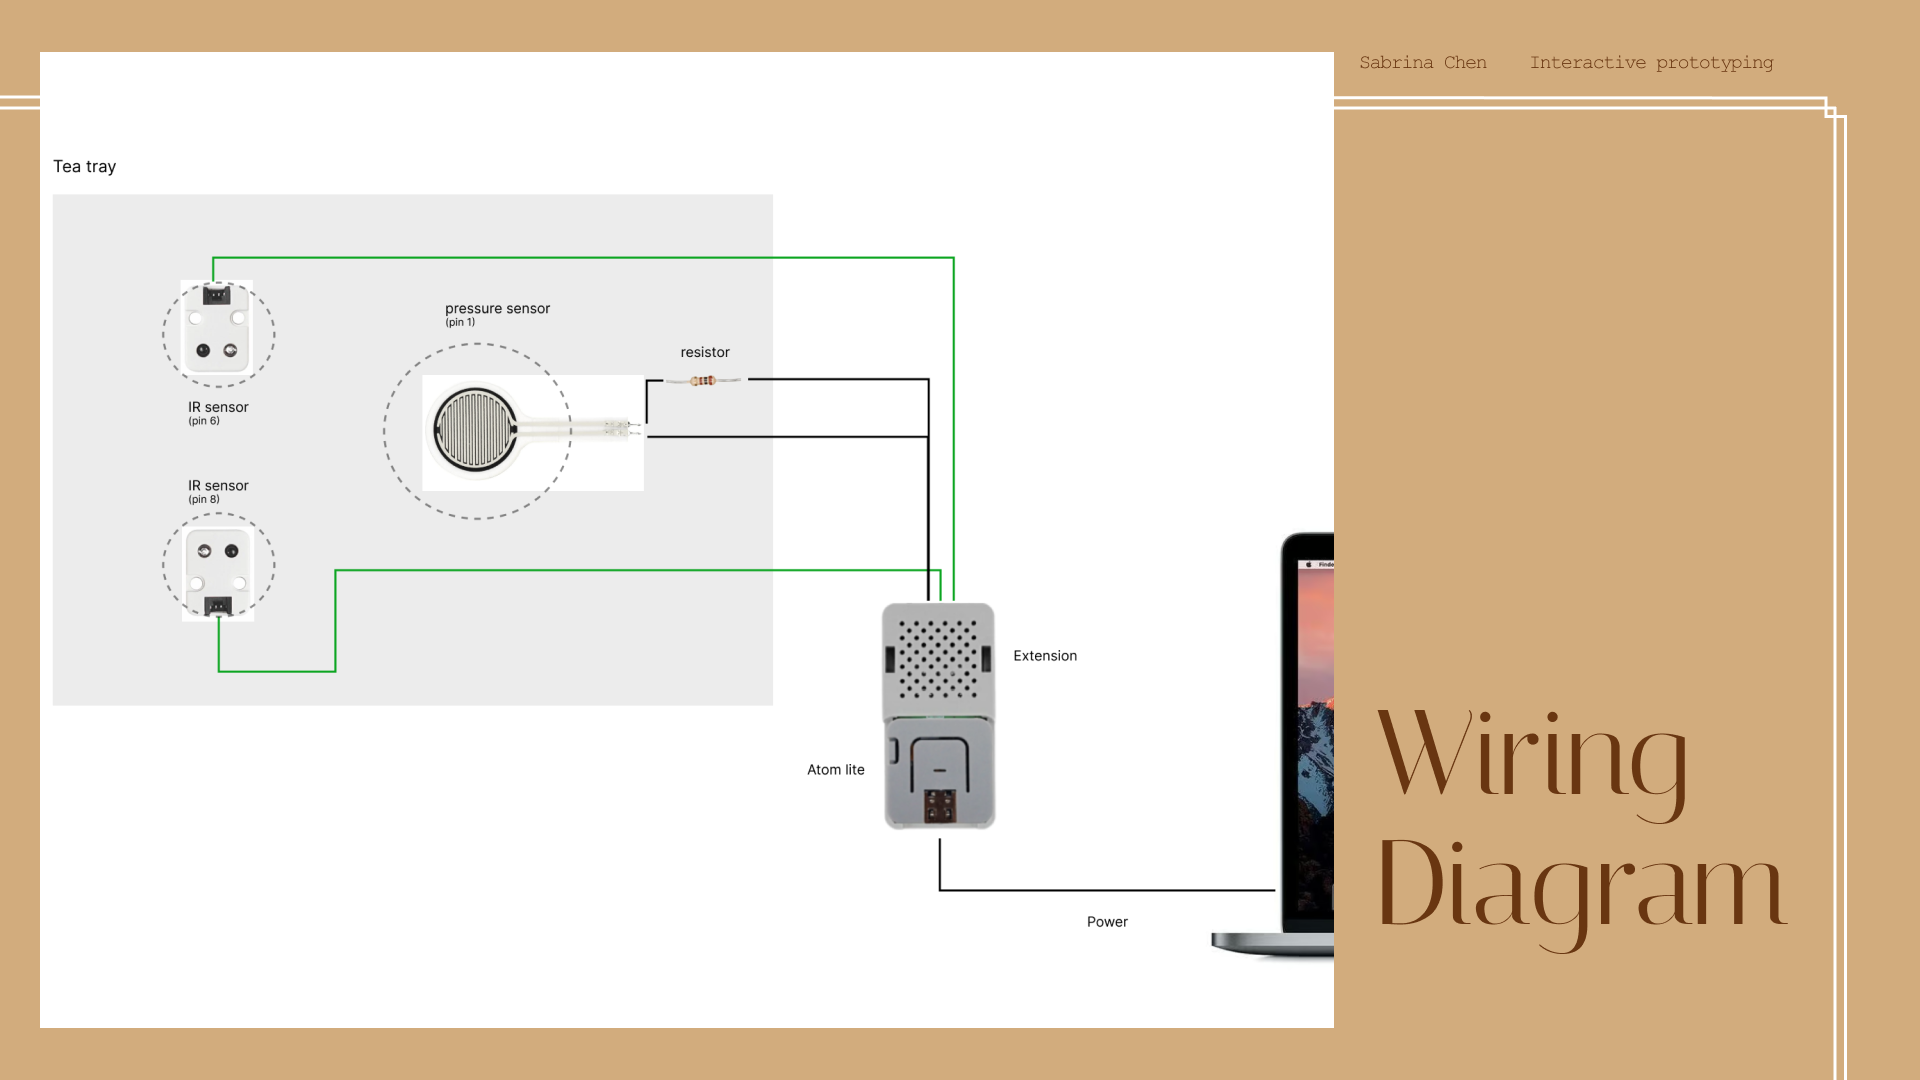 Sabrina Chen Interactive prototyping
Tea tray
pressure sensor
(pin 1)
resistor
IR sensor
(pin 6)
IR sensor
(pin 8)
Extension
Atom lite
Power
Wiring
Diagram